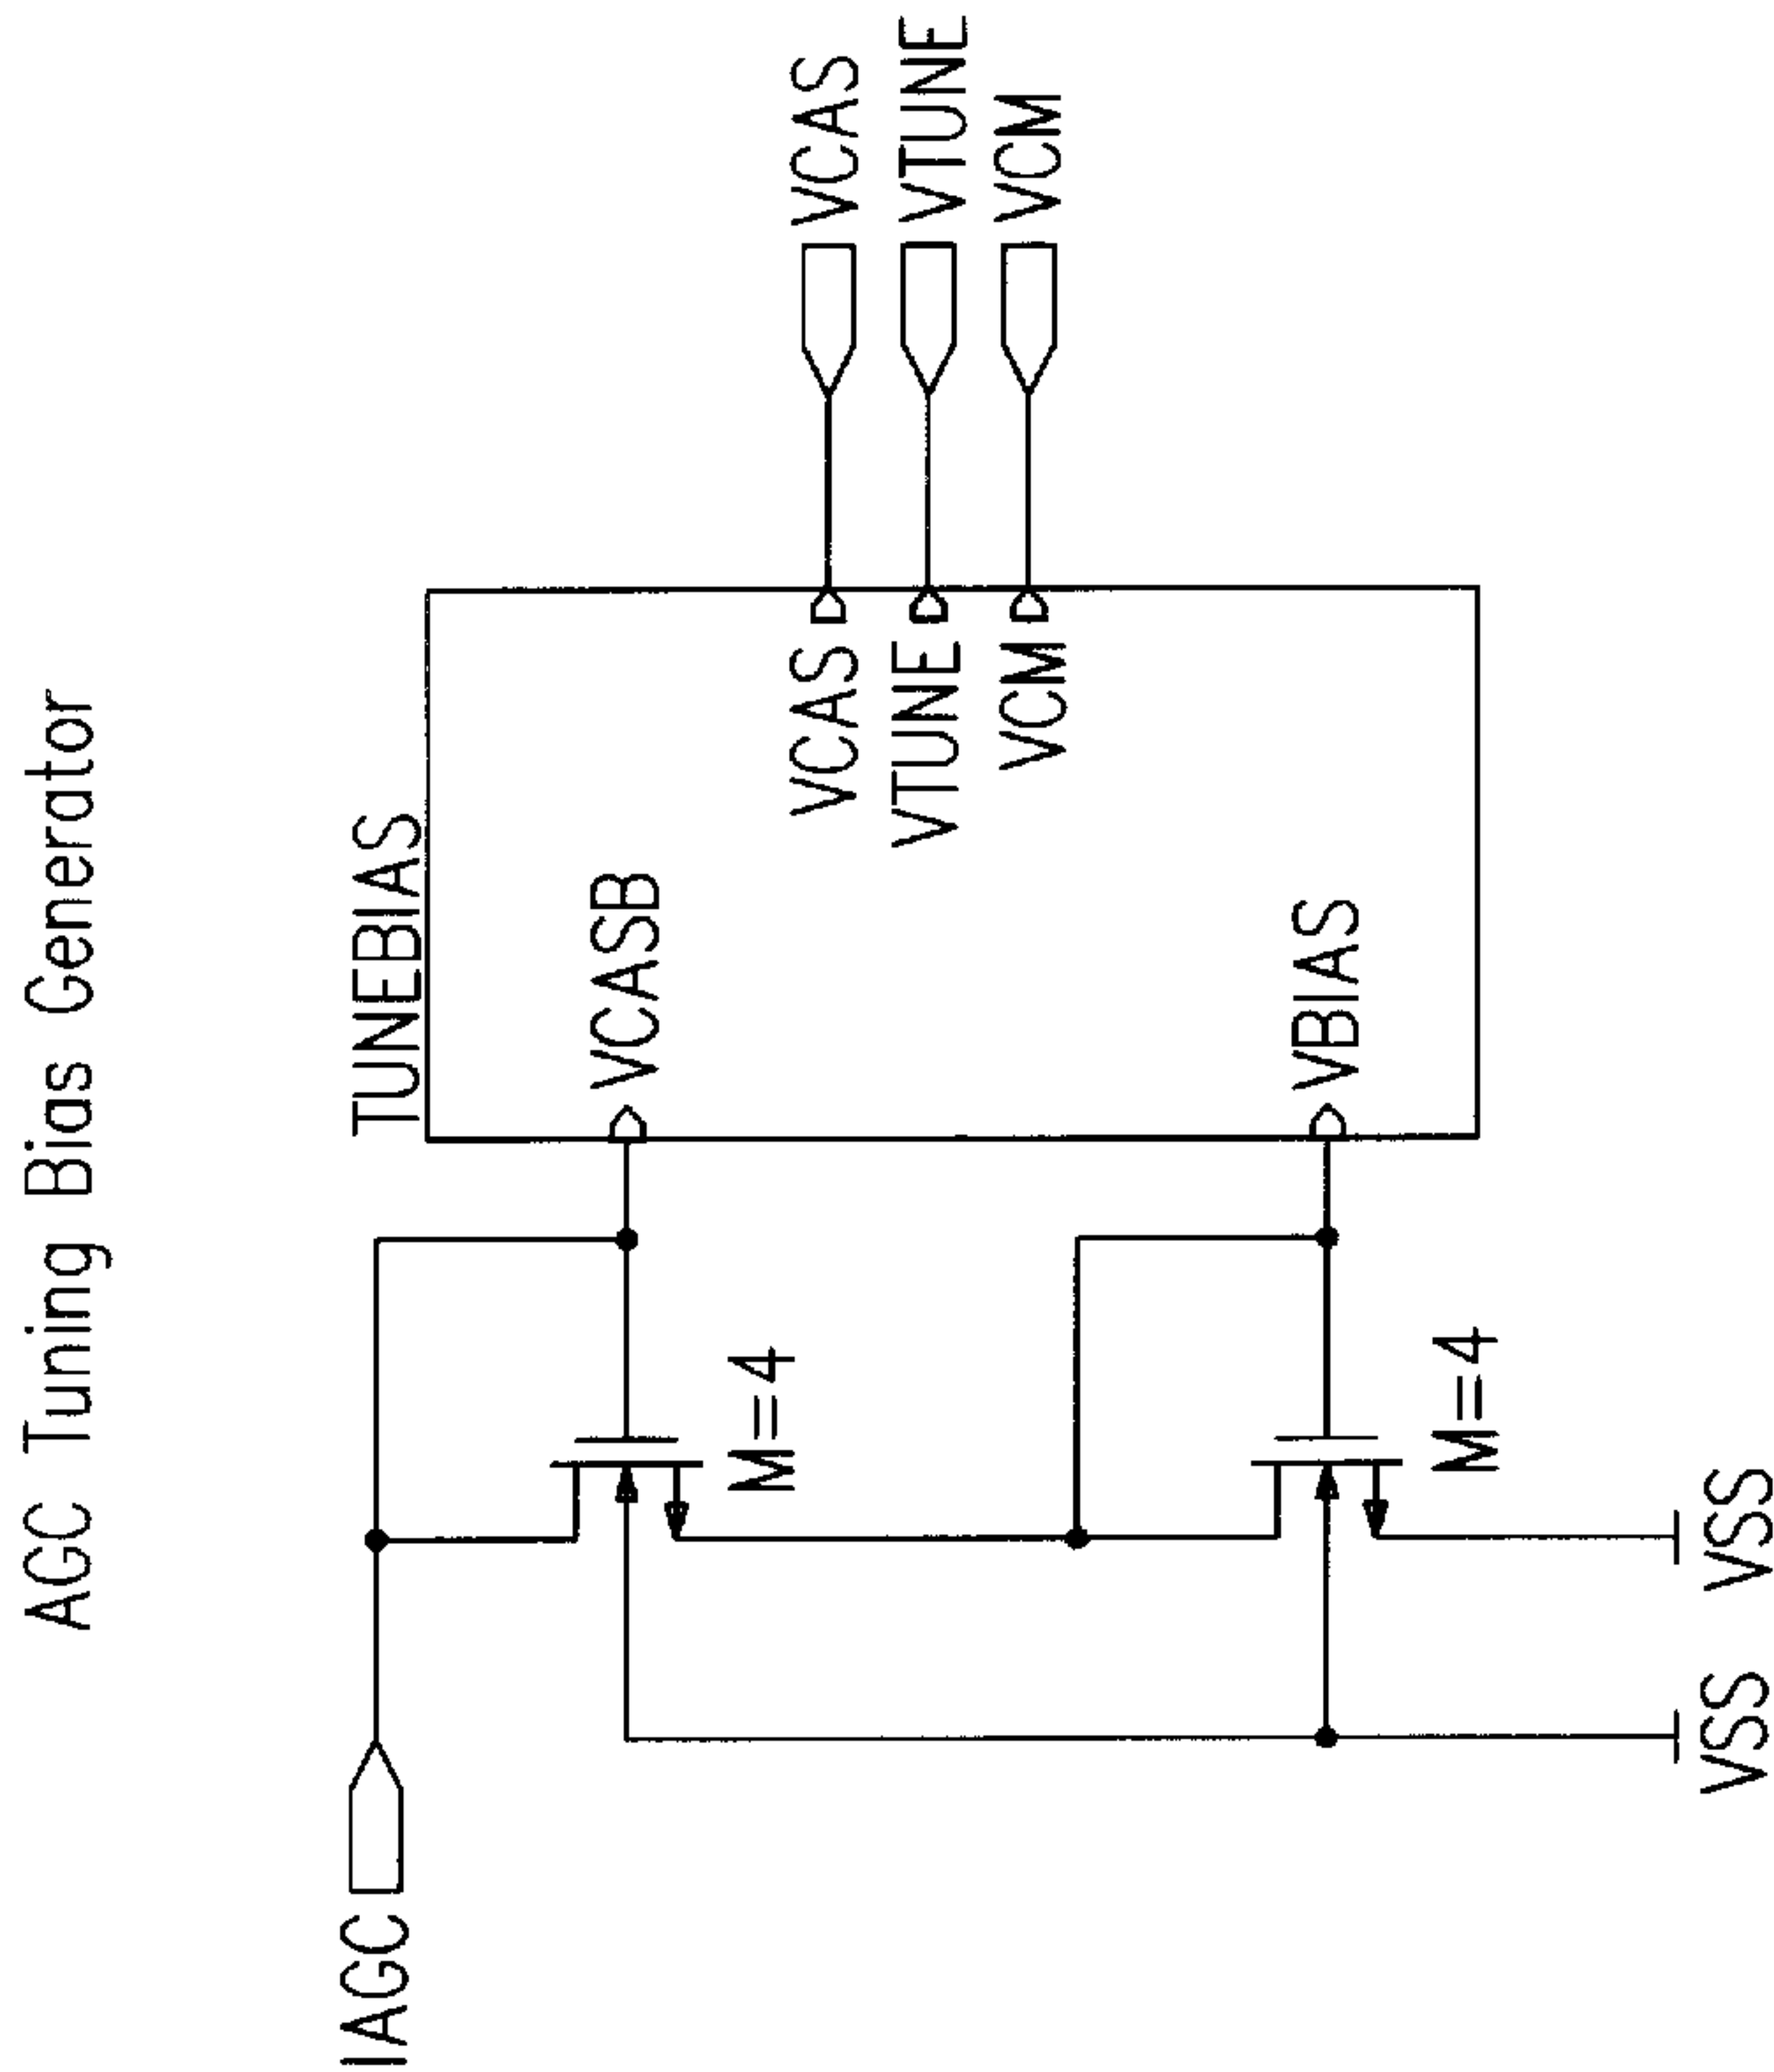 AGC Tuning Bias Generator
IAGC
TUNEBIAS
VCASB
VCAS
VCAS
VTUNE
VTUNE
VCM
VCM
M=4
VBIAS
M=4
VSS
VSS